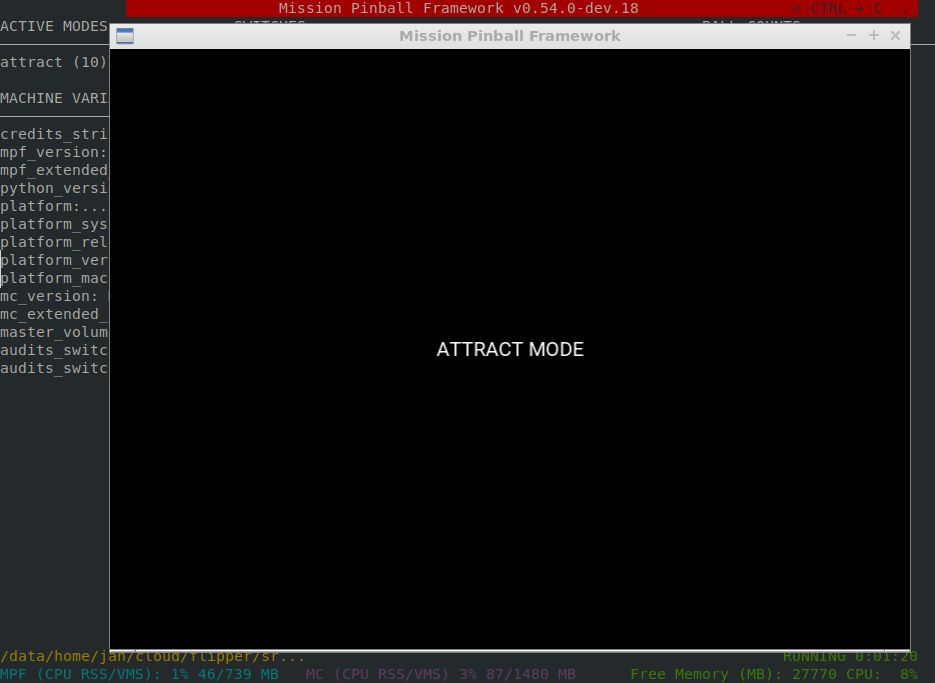 Mission Pinball Framework v0.54.0-dev.18 < CTRL + C ...
ACTIVE MODES SWITCHES BALL COUNTS
Mission Pinball Framework
attract (10)
MACHINE VARI
credits_stri
mpf_version:
mpf_extended_
python_versi
platform:...
platform_sys
platform_rel
platform_ver
platform_mac
mc_version:
mc_extended_
master_volum
audits_switc
audits_switc
ATTRACT MODE
/data/home/jan/cloud/flipper/sr... RUNNING 0:01:20
MPF (CPU RSS/VMS): 1% 46/739 MB MC (CPU RSS/VMS) 3% 87/1480 MB Free Memory (MB): 27770 CPU: 8%